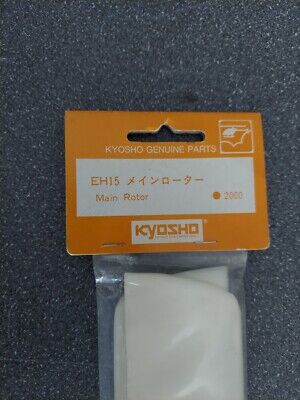 KYOSHO GENUINE PARTS
EH15 メインローター
Main Rotor
● 2000
KYOSHO